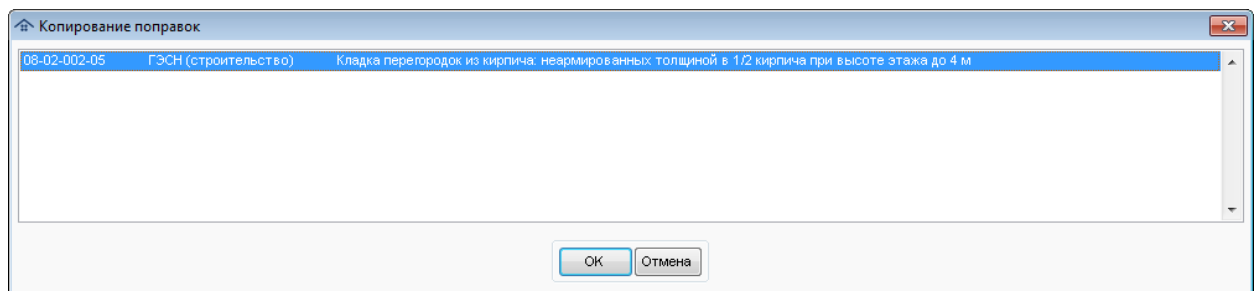 Копирование поправок
08-02-002-05 ГЭСН (строительство) Кладка перегородок из кирпича: неармированных толщиной в 1/2 кирпича при высоте этажа до 4 м
OK Отмена